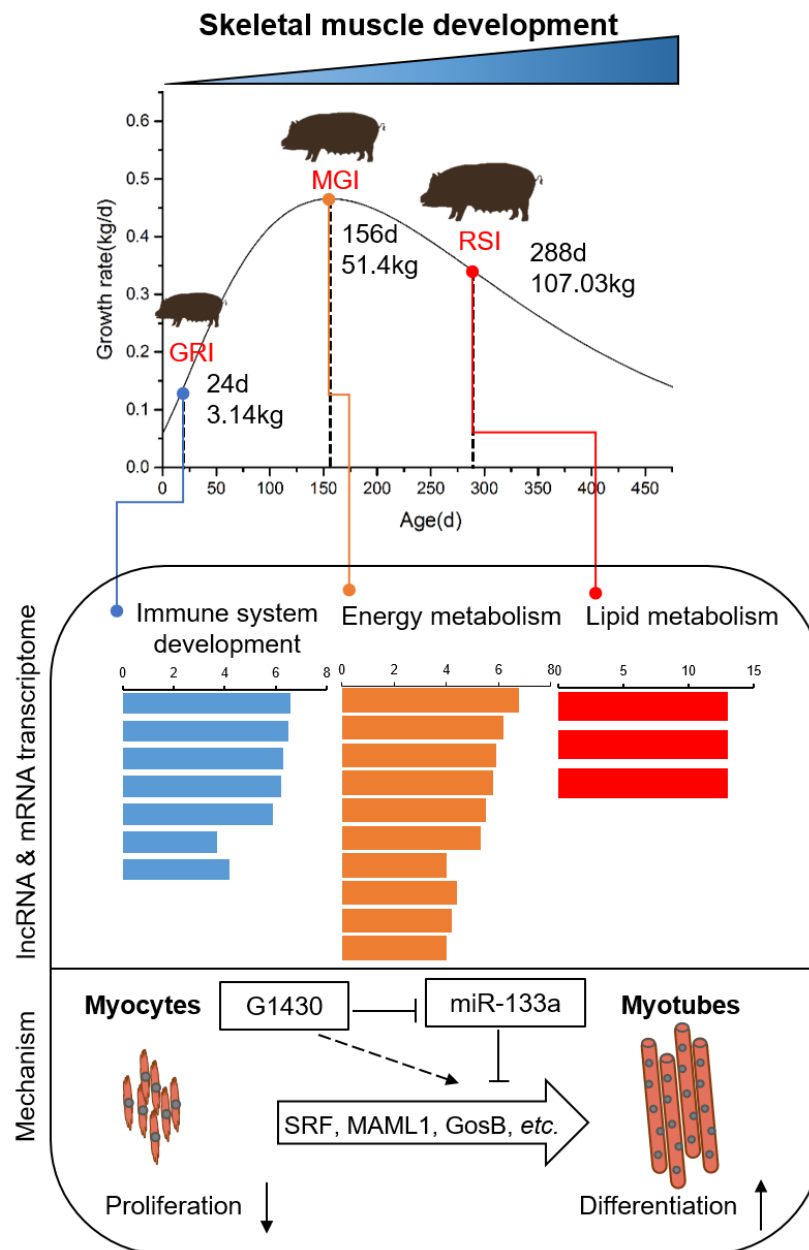 Skeletal muscle development
Growth rate(kg/d)
0.6
0.5
0.4
0.3
0.2
0.1
0.0
MGI
156d
51.4kg
RSI
288d
107.03kg
GRI
24d
3.14kg
0 50 100 150 200 250 300 350 400 450
Age(d)
lncRNA & mRNA transcriptome
Immune system
development
Energy metabolism
Lipid metabolism
0 2 4 6 8
0 2 4 6 8
0 5 10 15
Mechanism
Myocytes
G1430
miR-133a
Myotubes
SRF, MAML1, GosB, etc.
Proliferation
Differentiation